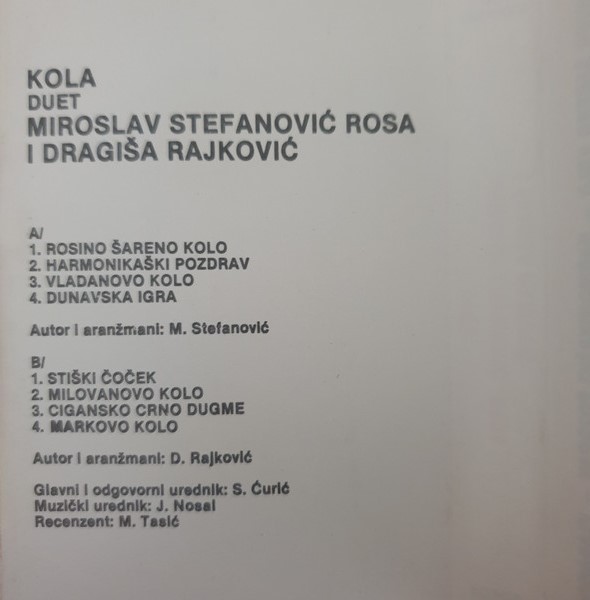 KOLA
DUET
MIROSLAV STEFANOVIĆ ROSA
I DRAGIŠA RAJKOVIĆ
A/
1. ROSINO ŠARENO KOLO
2. HARMONIKAŠKI POZDRAV
3. VLADANOVO KOLO
4. DUNAVSKA IGRA
Autor i aranžmani: M. Stefanović
B/
1. STIŠKI ČOČEK
2. MILOVANOVO KOLO
3. CIGANSKO CRNO DUGME
4. MARKOVO KOLO
Autor i aranžmani: D. Rajković
Glavni i odgovorni urednik: S. Ćurić
Muzički urednik: J. Nosal
Recenzent: M. Tasić